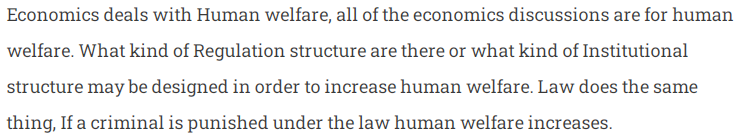 Economics deals with Human welfare, all of the economics discussions are for human
welfare. What kind of Regulation structure are there or what kind of Institutional
structure may be designed in order to increase human welfare. Law does the same
thing, If a criminal is punished under the law human welfare increases.